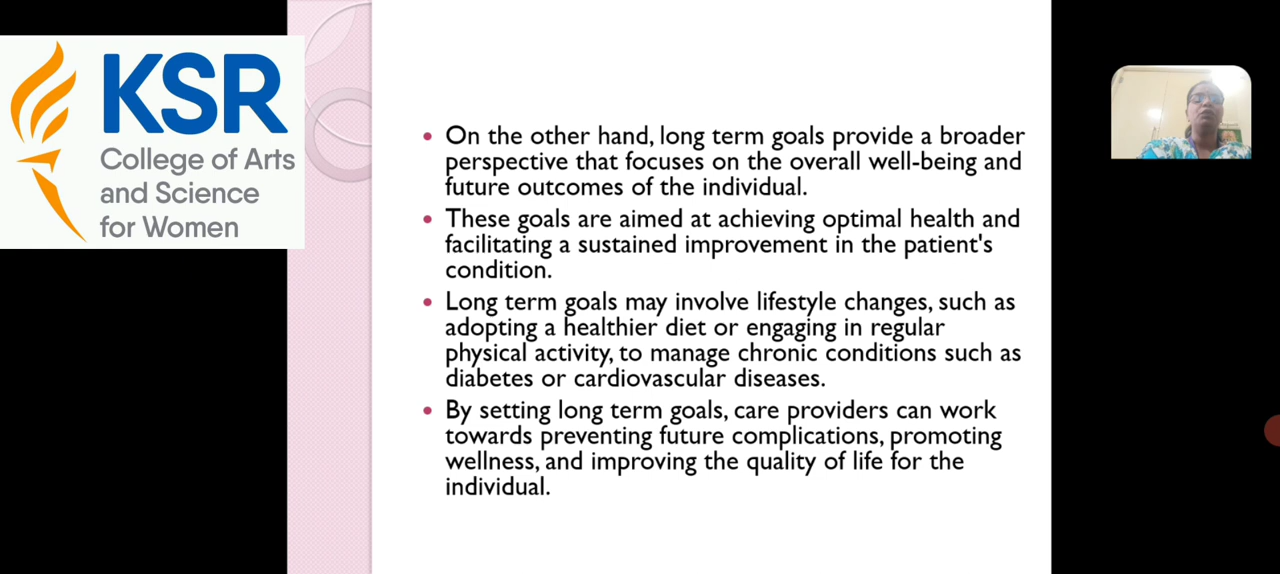 KSR
College of Arts
and Science
for Women
• On the other hand, long term goals provide a broader
perspective that focuses on the overall well-being and
future outcomes of the individual.
• These goals are aimed at achieving optimal health and
facilitating a sustained improvement in the patient's
condition.
• Long term goals may involve lifestyle changes, such as
adopting a healthier diet or engaging in regular
physical activity, to manage chronic conditions such as
diabetes or cardiovascular diseases.
• By setting long term goals, care providers can work
towards preventing future complications, promoting
wellness, and improving the quality of life for the
individual.